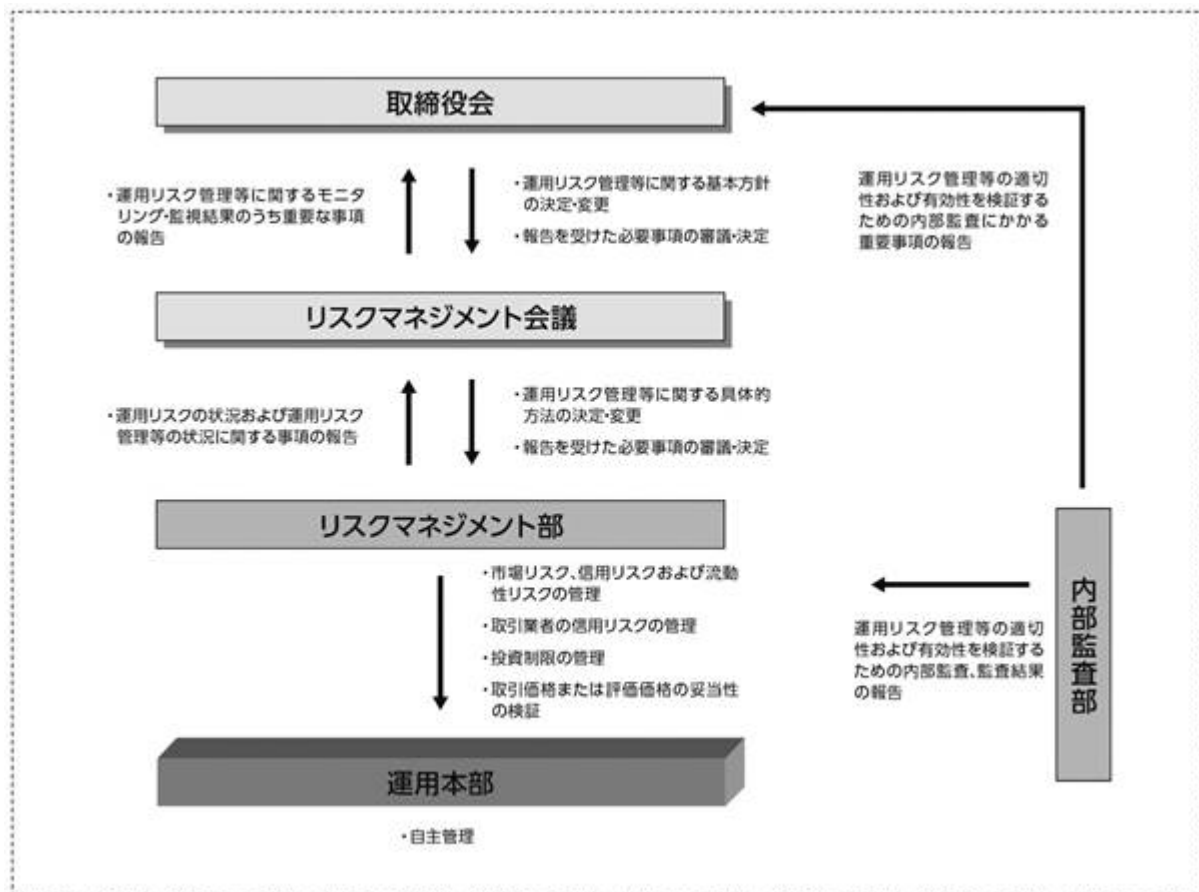 取締役会
・運用リスク管理等に関するモニタ
リング・監視結果のうち重要な事項
の報告
・運用リスク管理等に関する基本方針
の決定・変更
・報告を受けた必要事項の審議・決定
運用リスク管理等の適切
性および有効性を検証す
るための内部監査にかかる
重要事項の報告
リスクマネジメント会議
・運用リスクの状況および運用リスク
管理等の状況に関する事項の報告
・運用リスク管理等に関する具体的
方法の決定・変更
・報告を受けた必要事項の審議・決定
リスクマネジメント部
・市場リスク、信用リスクおよび流動
性リスクの管理
・取引業者の信用リスクの管理
・投資制限の管理
・取引価格または評価価格の妥当性
の検証
運用リスク管理等の適切
性および有効性を検証する
ための内部監査、監査結果
の報告
内部監査部
運用本部
・自主管理